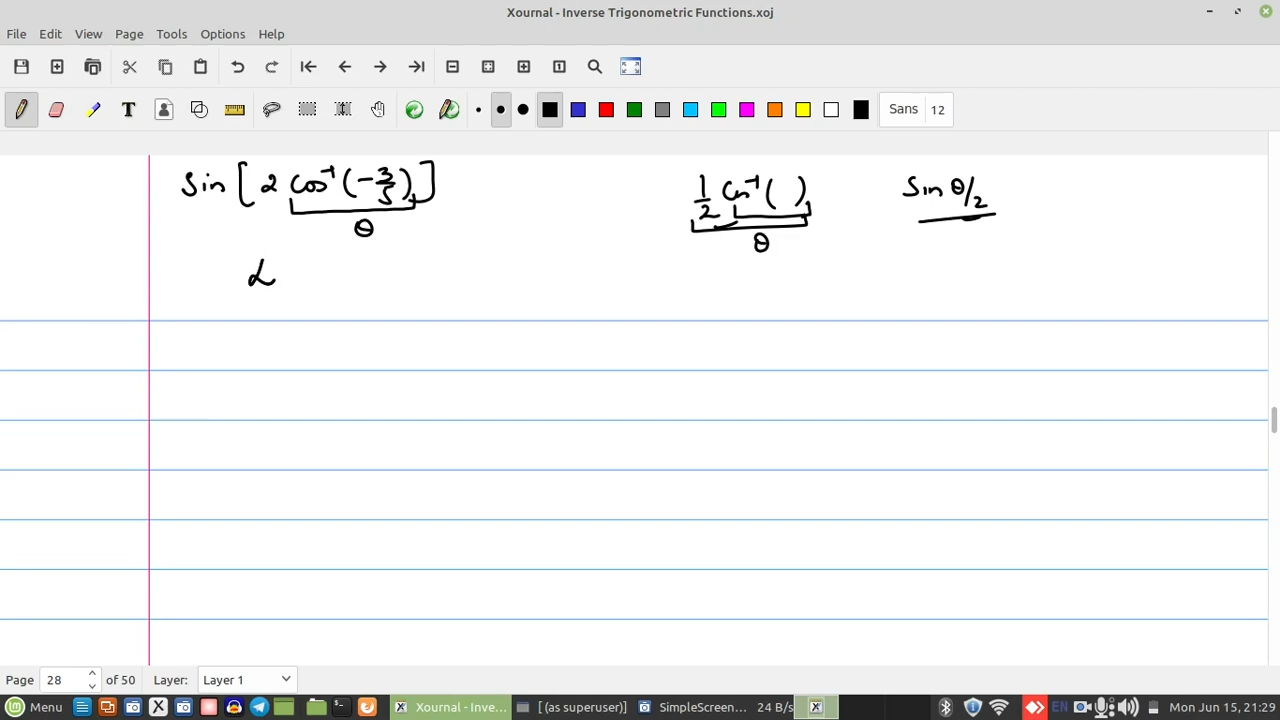 Xournal - Inverse Trigonometric Functions.xoj
File Edit View Page Tools Options Help
Sans 12
Sin [ 2 Cos⁻¹ (-3/5) ]
θ
1/2 Cos⁻¹ ( )
θ
Sin θ/2
L
Page 28 of 50 Layer: Layer 1
Menu Xournal - Inve... [ (as superuser)] SimpleScreen... 24 B/s EN Mon Jun 15, 21:29